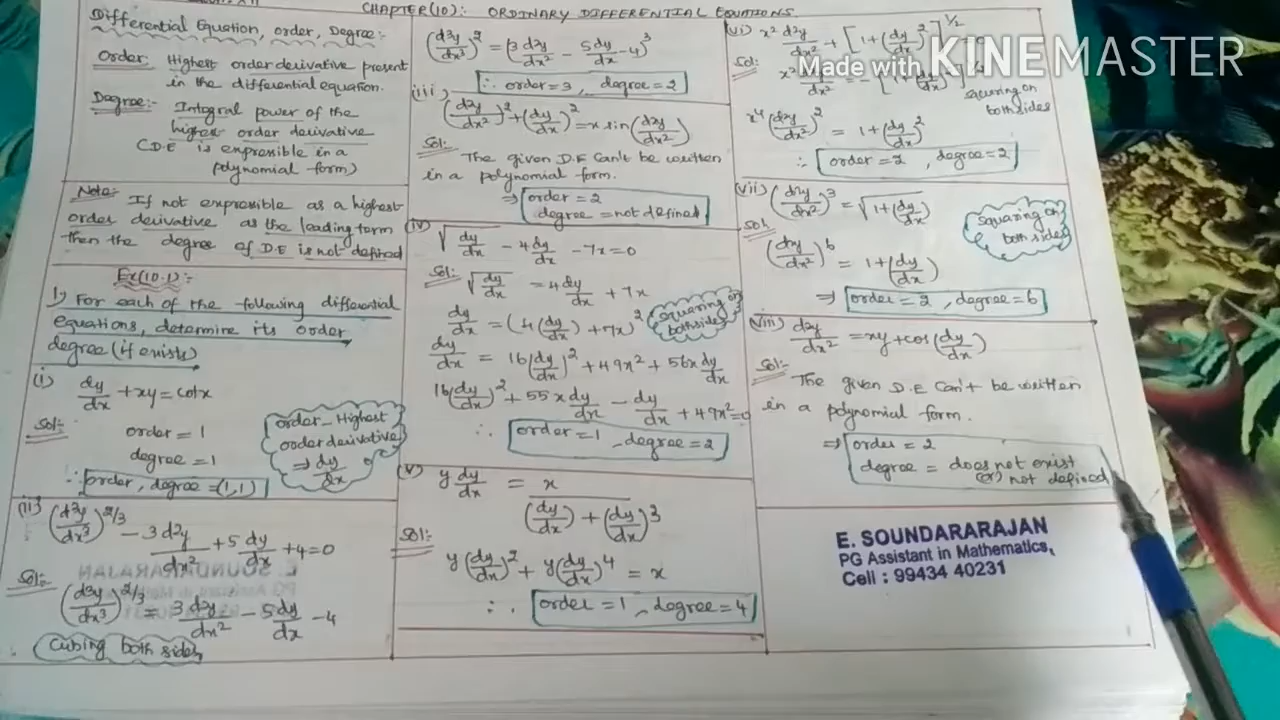 CHAPTER(10): ORDINARY DIFFERENTIAL EQUATIONS
Differential Equation, order, Degree:-
Order: Highest order derivative present
in the differential equation.
Degree:- Integral power of the
highest order derivative
(D.E is expressible in a
polynomial form)
Note:-
If not expressible as a highest
order derivative as the leading term
then the degree of D.E is not defined
Ex(10.1):-
1) For each of the following differential
equations, determine its order
degree (if exists)
(i) dy/dx + xy = cotx
Sol:-
order = 1
degree = 1
∴ order, degree = (1,1)
order - Highest
order derivative
⇒ dy/dx
(ii) (d³y/dx³)^2/3 - 3 d²y/dx² + 5 dy/dx + 4 = 0
Sol:- (d³y/dx³)^2/3 = 3 d²y/dx² - 5 dy/dx - 4
Cubing both sides
(d³y/dx³)² = (3 d²y/dx² - 5 dy/dx - 4)³
∴ order = 3, degree = 2
(iii) (d²y/dx²)² + (dy/dx)² = x sin(d²y/dx²)
Sol:-
The given D.E Can't be written
in a polynomial form.
⇒ order = 2
degree = not defined
(iv) √dy/dx - 4 dy/dx - 7x = 0
Sol:- √dy/dx = 4 dy/dx + 7x
dy/dx = (4(dy/dx) + 7x)²
squaring on
both sides
dy/dx = 16(dy/dx)² + 49x² + 56x dy/dx
16(dy/dx)² + 55x dy/dx - dy/dx + 49x² = 0
∴ order = 1, degree = 2
(v) y dy/dx = x / (dy/dx) + (dy/dx)³
Sol:-
y(dy/dx)² + y(dy/dx)⁴ = x
∴ order = 1, degree = 4
(vi) x² d²y/dx² + [1 + (dy/dx)²]^1/2
Sol:
x² d²y/dx² = - [1 + (dy/dx)²]
squaring on
both sides
x⁴(d²y/dx²)² = 1 + (dy/dx)²
∴ order = 2, degree = 2
(vii) (d²y/dx²)³ = √1 + (dy/dx)
Sol:
squaring on
both sides
(d²y/dx²)⁶ = 1 + (dy/dx)
⇒ order = 2, degree = 6
(viii) d²y/dx² = xy + cos(dy/dx)
Sol:
The given D.E Can't be written
in a polynomial form.
⇒ order = 2
degree = does not exist
(or) not defined
E. SOUNDARARAJAN
PG Assistant in Mathematics,
Cell : 99434 40231
Made with KINEMASTER